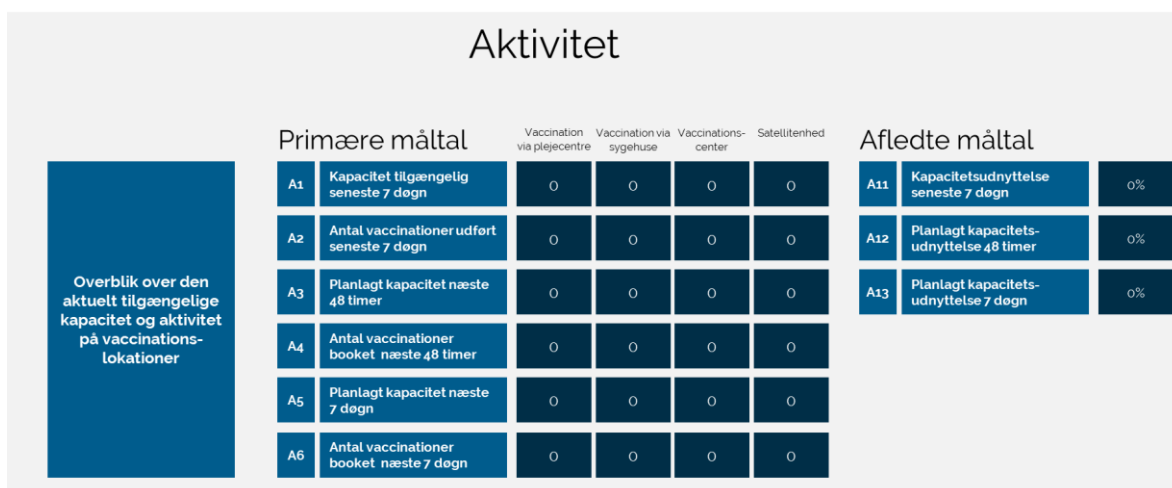 Aktivitet
Primære måltal
Vaccination
via plejecentre
Vaccination via
sygehuse
Vaccinations-
center
Satellitenhed
Afledte måltal
Overblik over den
aktuelt tilgængelige
kapacitet og aktivitet
på vaccinations-
lokationer
A1
Kapacitet tilgængelig
seneste 7 døgn
0
0
0
0
A2
Antal vaccinationer udført
seneste 7 døgn
0
0
0
0
A3
Planlagt kapacitet næste
48 timer
0
0
0
0
A4
Antal vaccinationer
booket næste 48 timer
0
0
0
0
A5
Planlagt kapacitet næste
7 døgn
0
0
0
0
A6
Antal vaccinationer
booket næste 7 døgn
0
0
0
0
A11
Kapacitetsudnyttelse
seneste 7 døgn
0%
A12
Planlagt kapacitets-
udnyttelse 48 timer
0%
A13
Planlagt kapacitets-
udnyttelse 7 døgn
0%